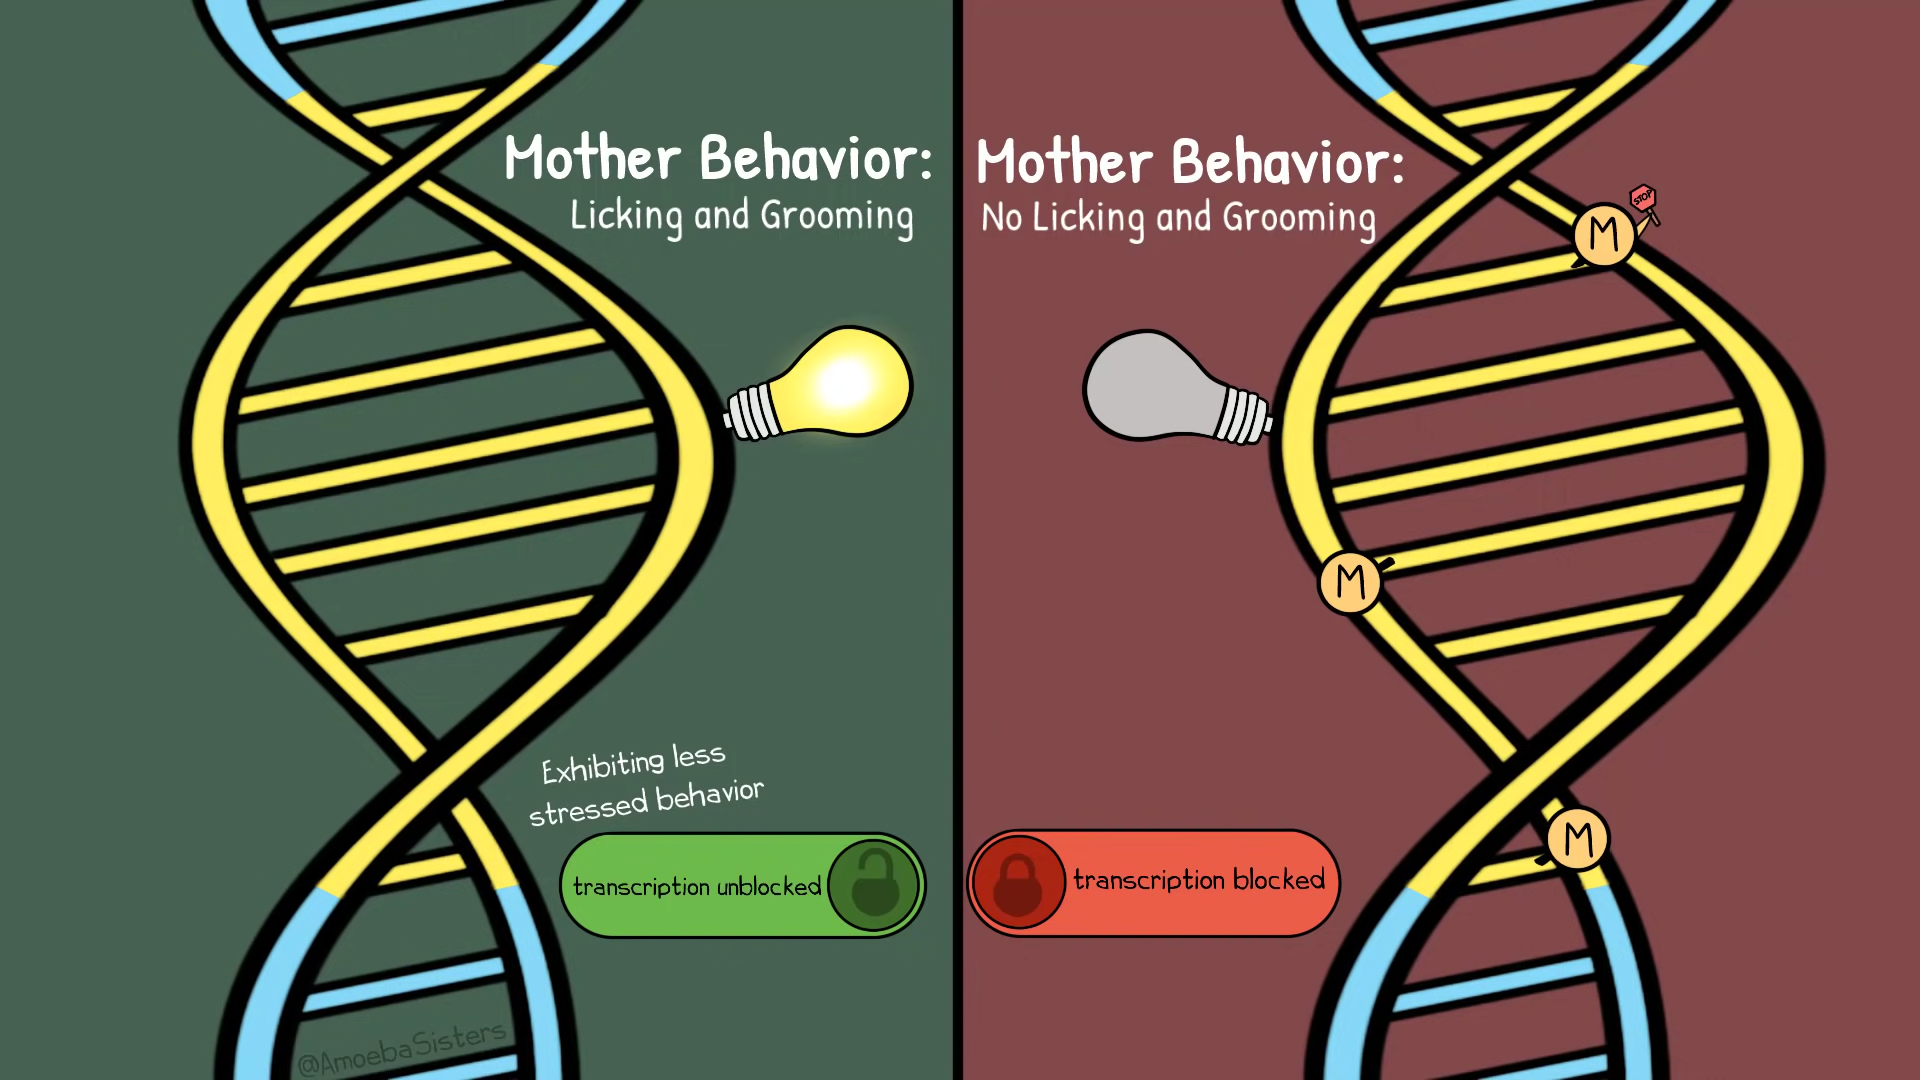 Mother Behavior:
Licking and Grooming
Exhibiting less
stressed behavior
transcription unblocked
@AmoebaSisters
Mother Behavior:
No Licking and Grooming
STOP
M
M
M
transcription blocked